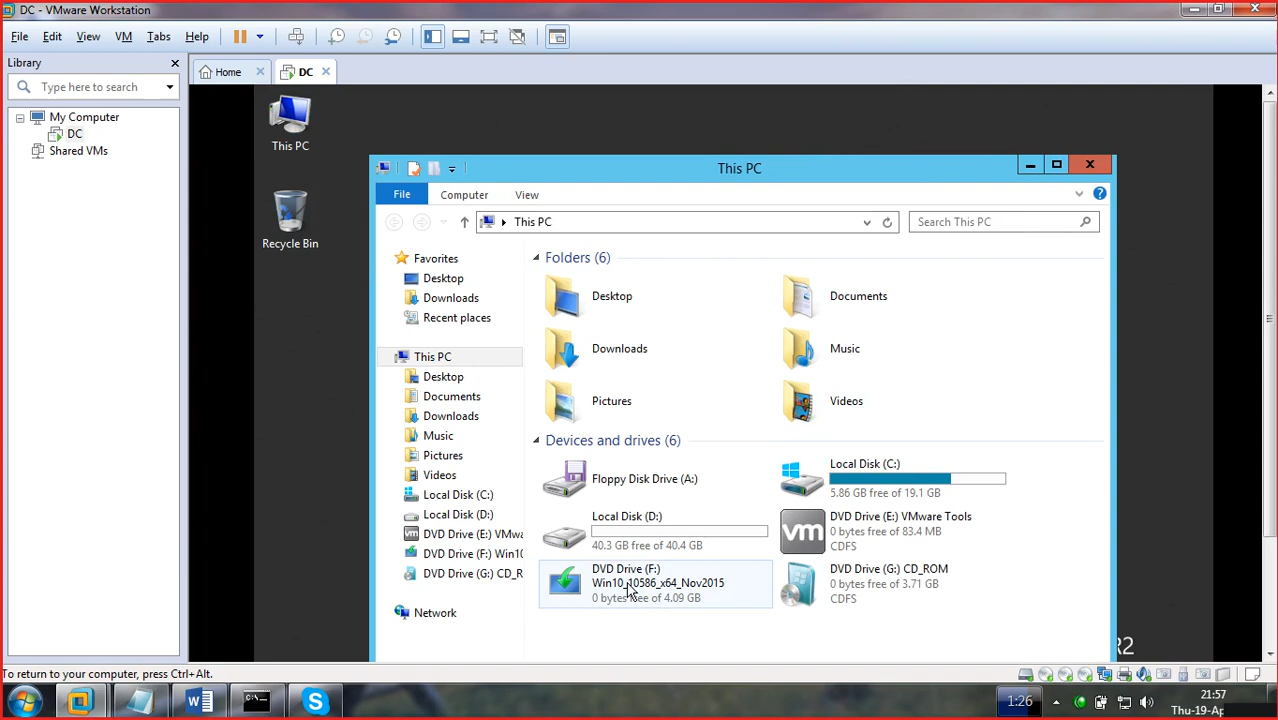 DC - VMware Workstation
File Edit View VM Tabs Help
Library
Home
DC
Type here to search
My Computer
DC
Shared VMs
This PC
Recycle Bin
This PC
File Computer View
This PC
Search This PC
Favorites
Desktop
Downloads
Recent places
This PC
Desktop
Documents
Downloads
Music
Pictures
Videos
Local Disk (C:)
Local Disk (D:)
DVD Drive (E:) VMwa
DVD Drive (F:) Win10
DVD Drive (G:) CD_R
Network
Folders (6)
Desktop
Documents
Downloads
Music
Pictures
Videos
Devices and drives (6)
Floppy Disk Drive (A:)
Local Disk (C:)
5.86 GB free of 19.1 GB
Local Disk (D:)
40.3 GB free of 40.4 GB
DVD Drive (E:) VMware Tools
0 bytes free of 83.4 MB
CDFS
DVD Drive (F:)
Win10_10586_x64_Nov2015
0 bytes free of 4.09 GB
DVD Drive (G:) CD_ROM
0 bytes free of 3.71 GB
CDFS
R2
To return to your computer, press Ctrl+Alt.
1:26
21:57
Thu-19-Ap